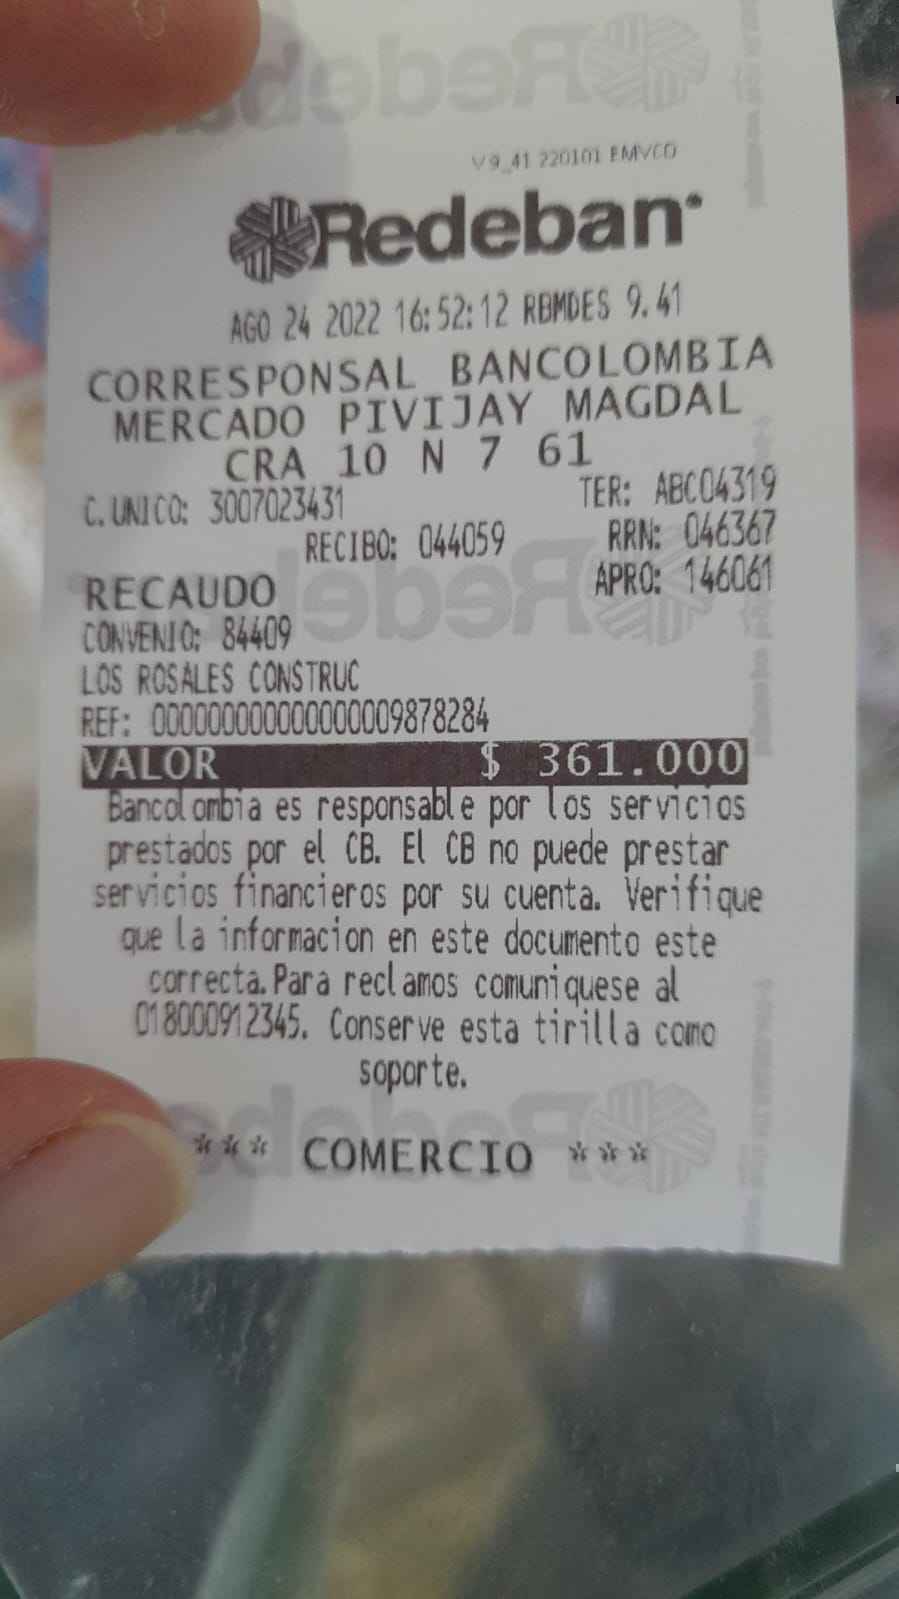 V9_41 220101 EMVCO
Redeban
AGO 24 2022 16:52:12 RBMDES 9.41
CORRESPONSAL BANCOLOMBIA
MERCADO PIVIJAY MAGDAL
CRA 10 N 7 61
C.UNICO: 3007023431 TER: ABC04319
RECIBO: 044059 RRN: 046367
RECAUDO APRO: 146061
CONVENIO: 84409
LOS ROSALES CONSTRUC
REF: 00000000000000009878284
VALOR $ 361.000
Bancolombia es responsable por los servicios
prestados por el CB. El CB no puede prestar
servicios financieros por su cuenta. Verifique
que la informacion en este documento este
correcta.Para reclamos comuniquese al
018000912345. Conserve esta tirilla como
soporte.
*** COMERCIO ***